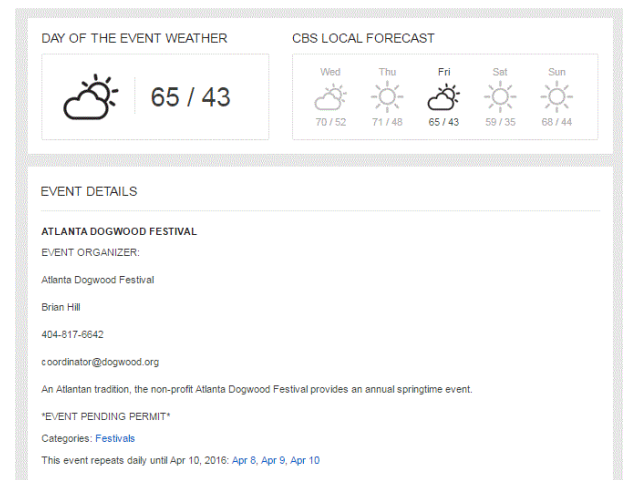 DAY OF THE EVENT WEATHER
65 / 43
CBS LOCAL FORECAST
Wed Thu Fri Sat Sun
70 / 52 71 / 48 65 / 43 59 / 35 68 / 44
EVENT DETAILS
ATLANTA DOGWOOD FESTIVAL
EVENT ORGANIZER:
Atlanta Dogwood Festival
Brian Hill
404-817-6642
coordinator@dogwood.org
An Atlantan tradition, the non-profit Atlanta Dogwood Festival provides an annual springtime event.
*EVENT PENDING PERMIT*
Categories: Festivals
This event repeats daily until Apr 10, 2016: Apr 8, Apr 9, Apr 10